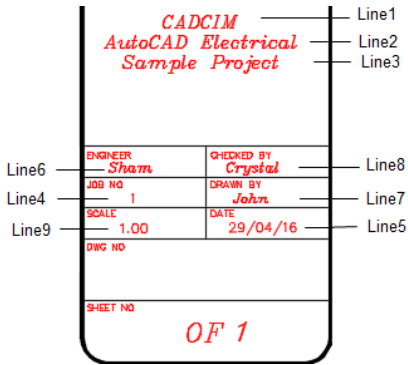 CADCIM Line1
AutoCAD Electrical Line2
Sample Project Line3
ENGINEER CHECKED BY
Line6 Sham Crystal Line8
JOB NO DRAWN BY
Line4 1 John Line7
SCALE DATE
Line9 1.00 29/04/16 Line5
DWG NO
SHEET NO
OF 1